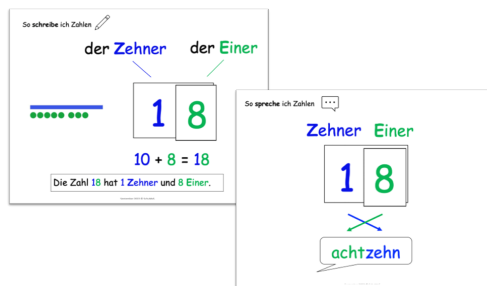 So schreibe ich Zahlen
der Zehner der Einer
1 8
10 + 8 = 18
Die Zahl 18 hat 1 Zehner und 8 Einer.
So spreche ich Zahlen
Zehner Einer
1 8
achtzehn